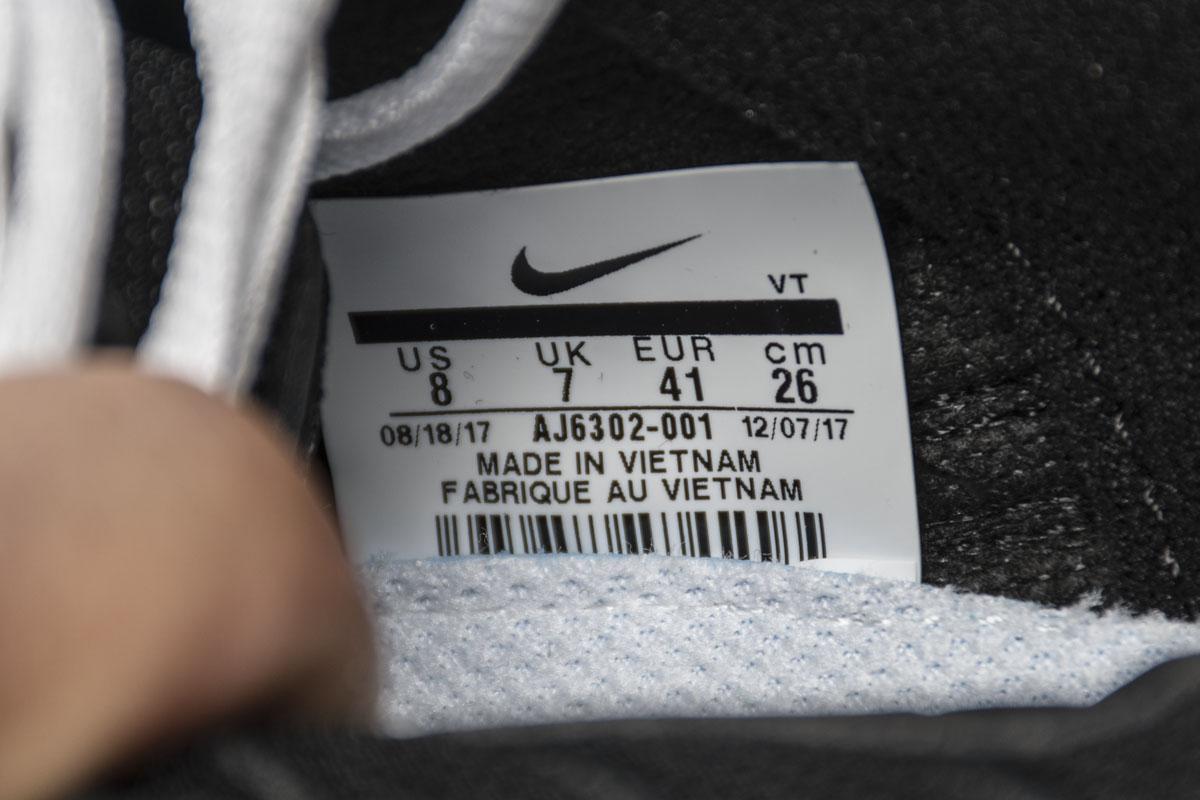 VT
US UK EUR cm
8 7 41 26
08/18/17 AJ6302-001 12/07/17
MADE IN VIETNAM
FABRIQUE AU VIETNAM